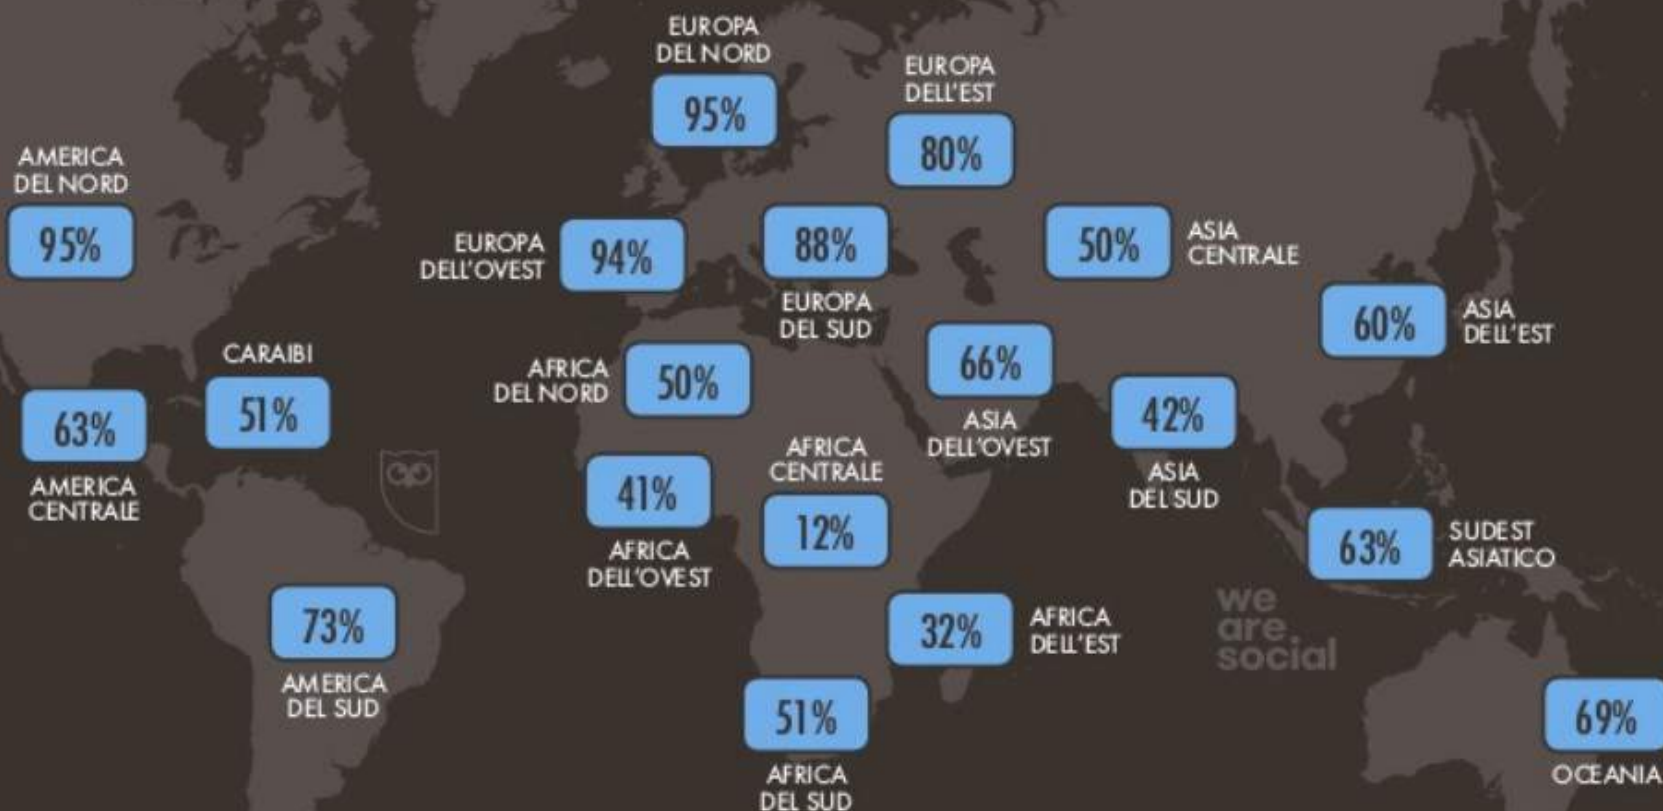 EUROPA
DEL NORD
95%
EUROPA
DELL'EST
80%
AMERICA
DEL NORD
95%
EUROPA
DELL'OVEST
94%
88%
EUROPA
DEL SUD
50%
ASIA
CENTRALE
60%
ASIA
DELL'EST
CARAIBI
51%
63%
AMERICA
CENTRALE
AFRICA
DEL NORD
50%
66%
ASIA
DELL'OVEST
42%
ASIA
DEL SUD
41%
AFRICA
DELL'OVEST
AFRICA
CENTRALE
12%
63%
SUDEST
ASIATICO
73%
AMERICA
DEL SUD
32%
AFRICA
DELL'EST
we
are.
social
51%
AFRICA
DEL SUD
69%
OCEANIA